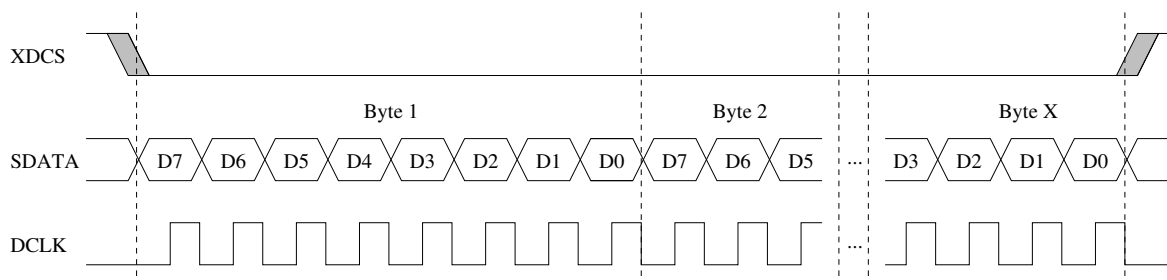 XDCS
Byte 1 Byte 2 Byte X
SDATA D7 D6 D5 D4 D3 D2 D1 D0 D7 D6 D5 ... D3 D2 D1 D0
DCLK ...